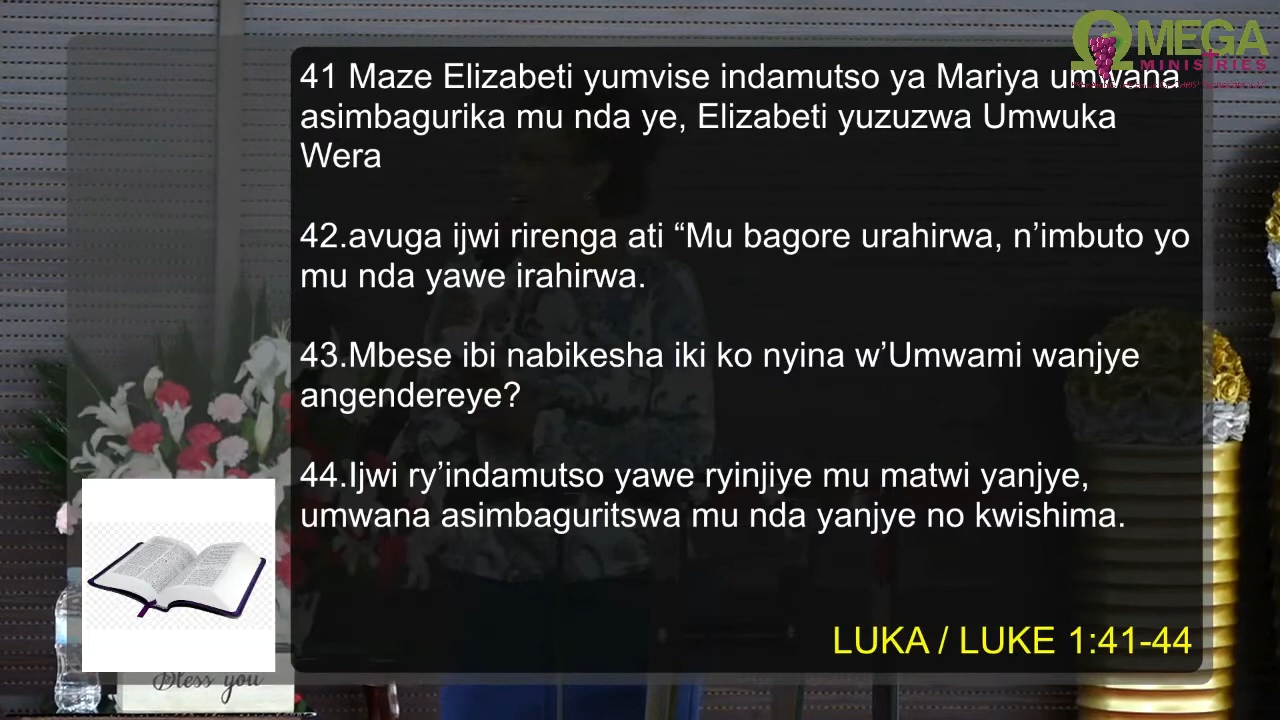 OMEGA
MINISTRIES
41 Maze Elizabeti yumvise indamutso ya Mariya umwana
asimbagurika mu nda ye, Elizabeti yuzuzwa Umwuka
Wera
42.avuga ijwi rirenga ati “Mu bagore urahirwa, n’imbuto yo
mu nda yawe irahirwa.
43.Mbese ibi nabikesha iki ko nyina w’Umwami wanjye
angendereye?
44.Ijwi ry’indamutso yawe ryinjiye mu matwi yanjye,
umwana asimbaguritswa mu nda yanjye no kwishima.
LUKA / LUKE 1:41-44
Bless you